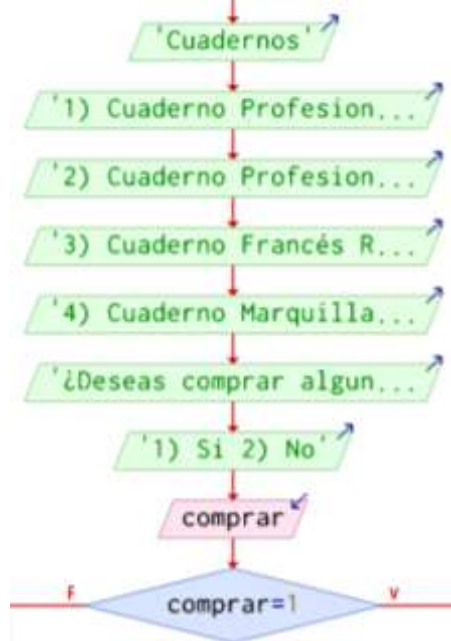 'Cuadernos'
'1) Cuaderno Profesion...
'2) Cuaderno Profesion...
'3) Cuaderno Francés R...
'4) Cuaderno Marquilla...
'¿Deseas comprar algun...
'1) Si 2) No'
comprar
F
V
comprar=1